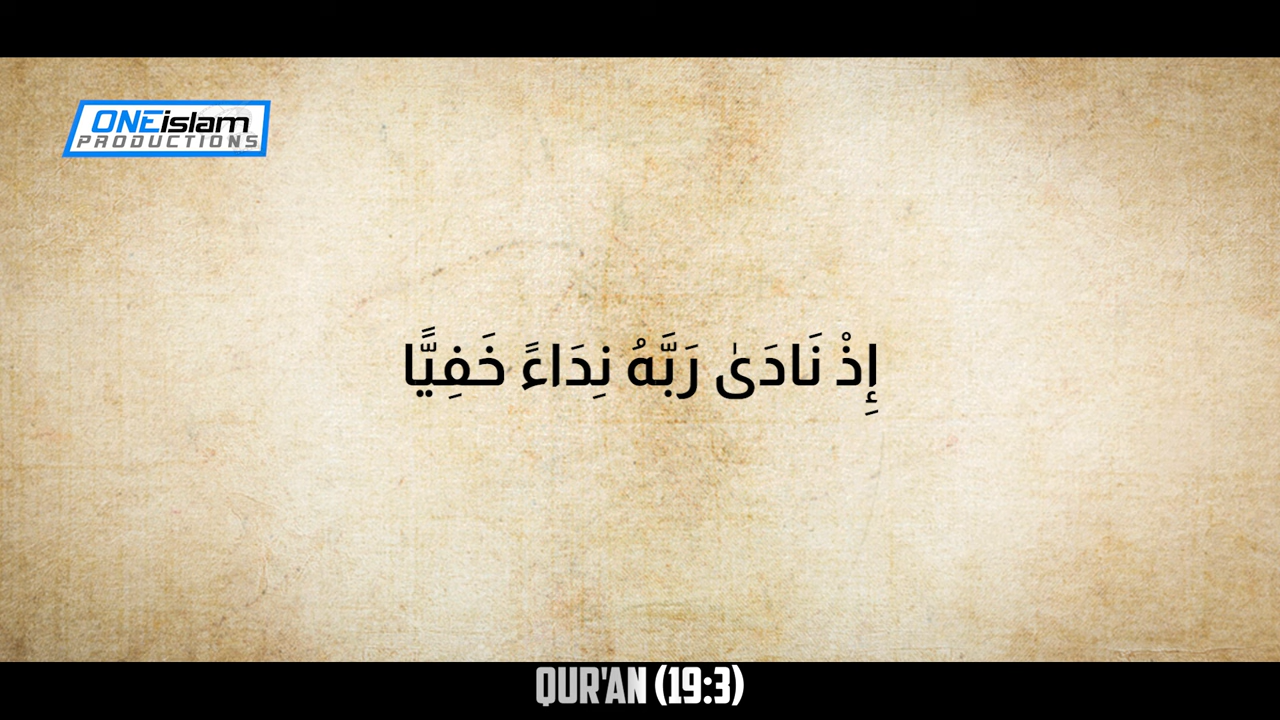 ONEislam
PRODUCTIONS
إِذْ نَادَىٰ رَبَّهُ نِدَاءً خَفِيًّا
QUR'AN (19:3)